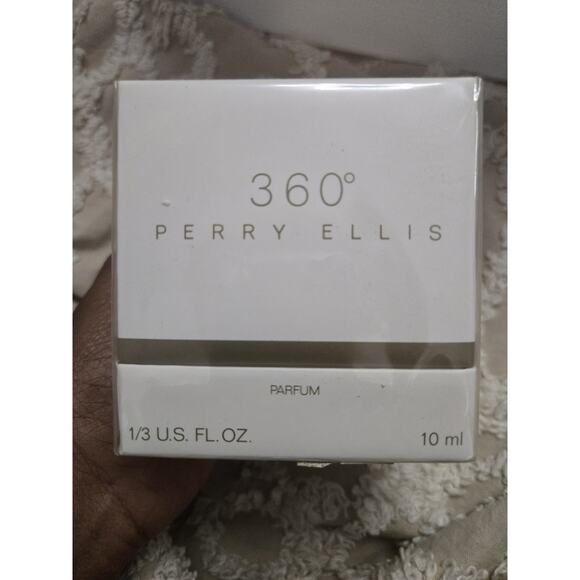 360°
PERRY ELLIS
PARFUM
1/3 U.S. FL.OZ.
10 ml